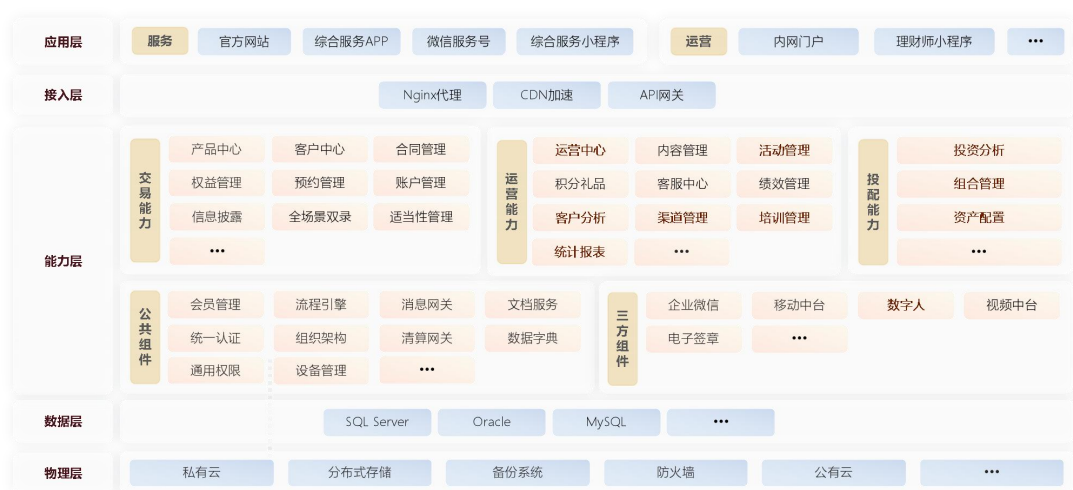 应用层
服务
官方网站
综合服务APP
微信服务号
综合服务小程序
运营
内网门户
理财师小程序
•••
接入层
Nginx代理
CDN加速
API网关
能力层
交易能力
产品中心
客户中心
合同管理
权益管理
预约管理
账户管理
信息披露
全场景双录
适当性管理
•••
运营能力
运营中心
内容管理
活动管理
积分礼品
客服中心
绩效管理
客户分析
渠道管理
培训管理
统计报表
•••
投配能力
投资分析
组合管理
资产配置
•••
公共组件
会员管理
流程引擎
消息网关
文档服务
统一认证
组织架构
清算网关
数据字典
通用权限
设备管理
•••
三方组件
企业微信
移动中台
数字人
视频中台
电子签章
•••
数据层
SQL Server
Oracle
MySQL
•••
物理层
私有云
分布式存储
备份系统
防火墙
公有云
•••